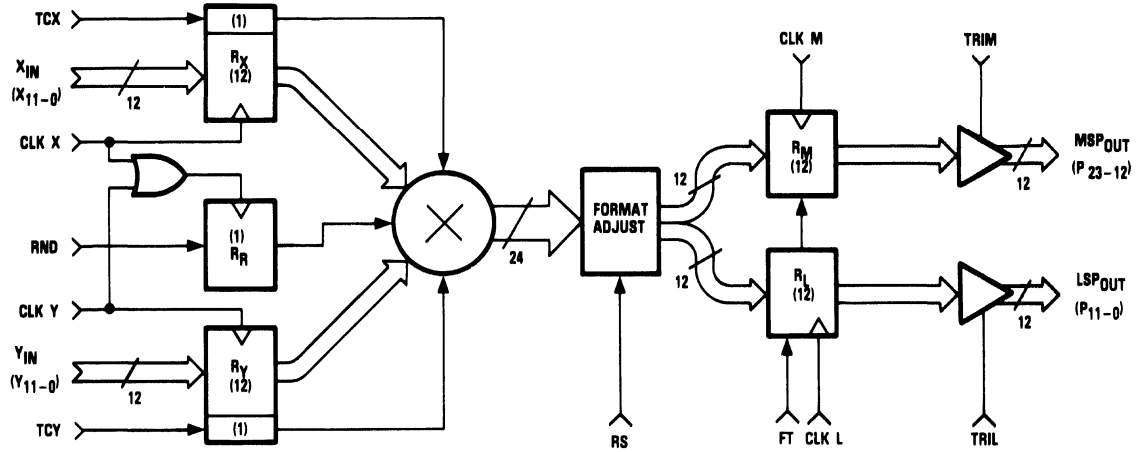 TCX
(1)
X_IN
(X_11-0)
12
R_X
(12)
CLK X
RND
(1)
R_R
CLK Y
Y_IN
(Y_11-0)
12
R_Y
(12)
TCY
(1)
24
FORMAT
ADJUST
RS
12
12
CLK M
R_M
(12)
TRIM
MSP_OUT
(P_23-12)
12
R_L
(12)
FT
CLK L
LSP_OUT
(P_11-0)
12
TRIL